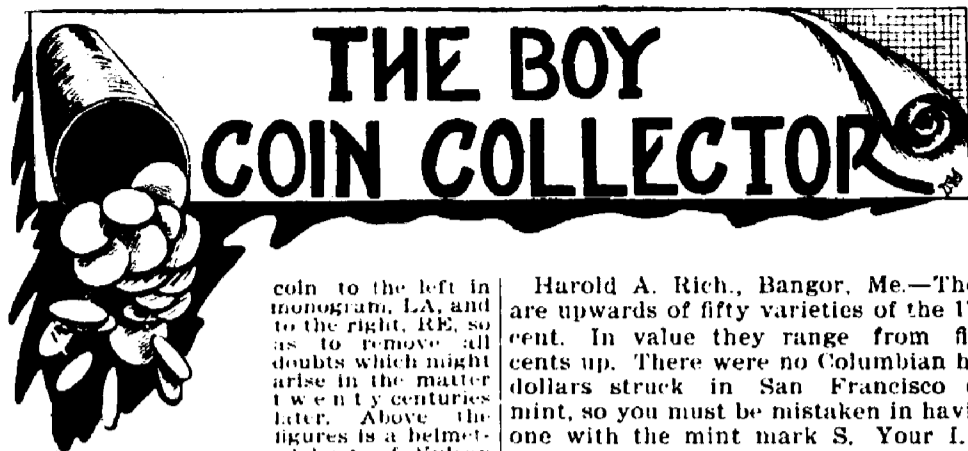 THE BOY
COIN COLLECTOR
coin to the left in
monogram, LA, and
to the right, RE, so
as to remove all
doubts which might
arise in the matter
twenty centuries
later. Above the
figures is a helmet-
Harold A. Rich., Bangor, Me.—The
are upwards of fifty varieties of the 1
cent. In value they range from fi
cents up. There were no Columbian h
dollars struck in San Francisco
mint, so you must be mistaken in havi
one with the mint mark S. Your I.